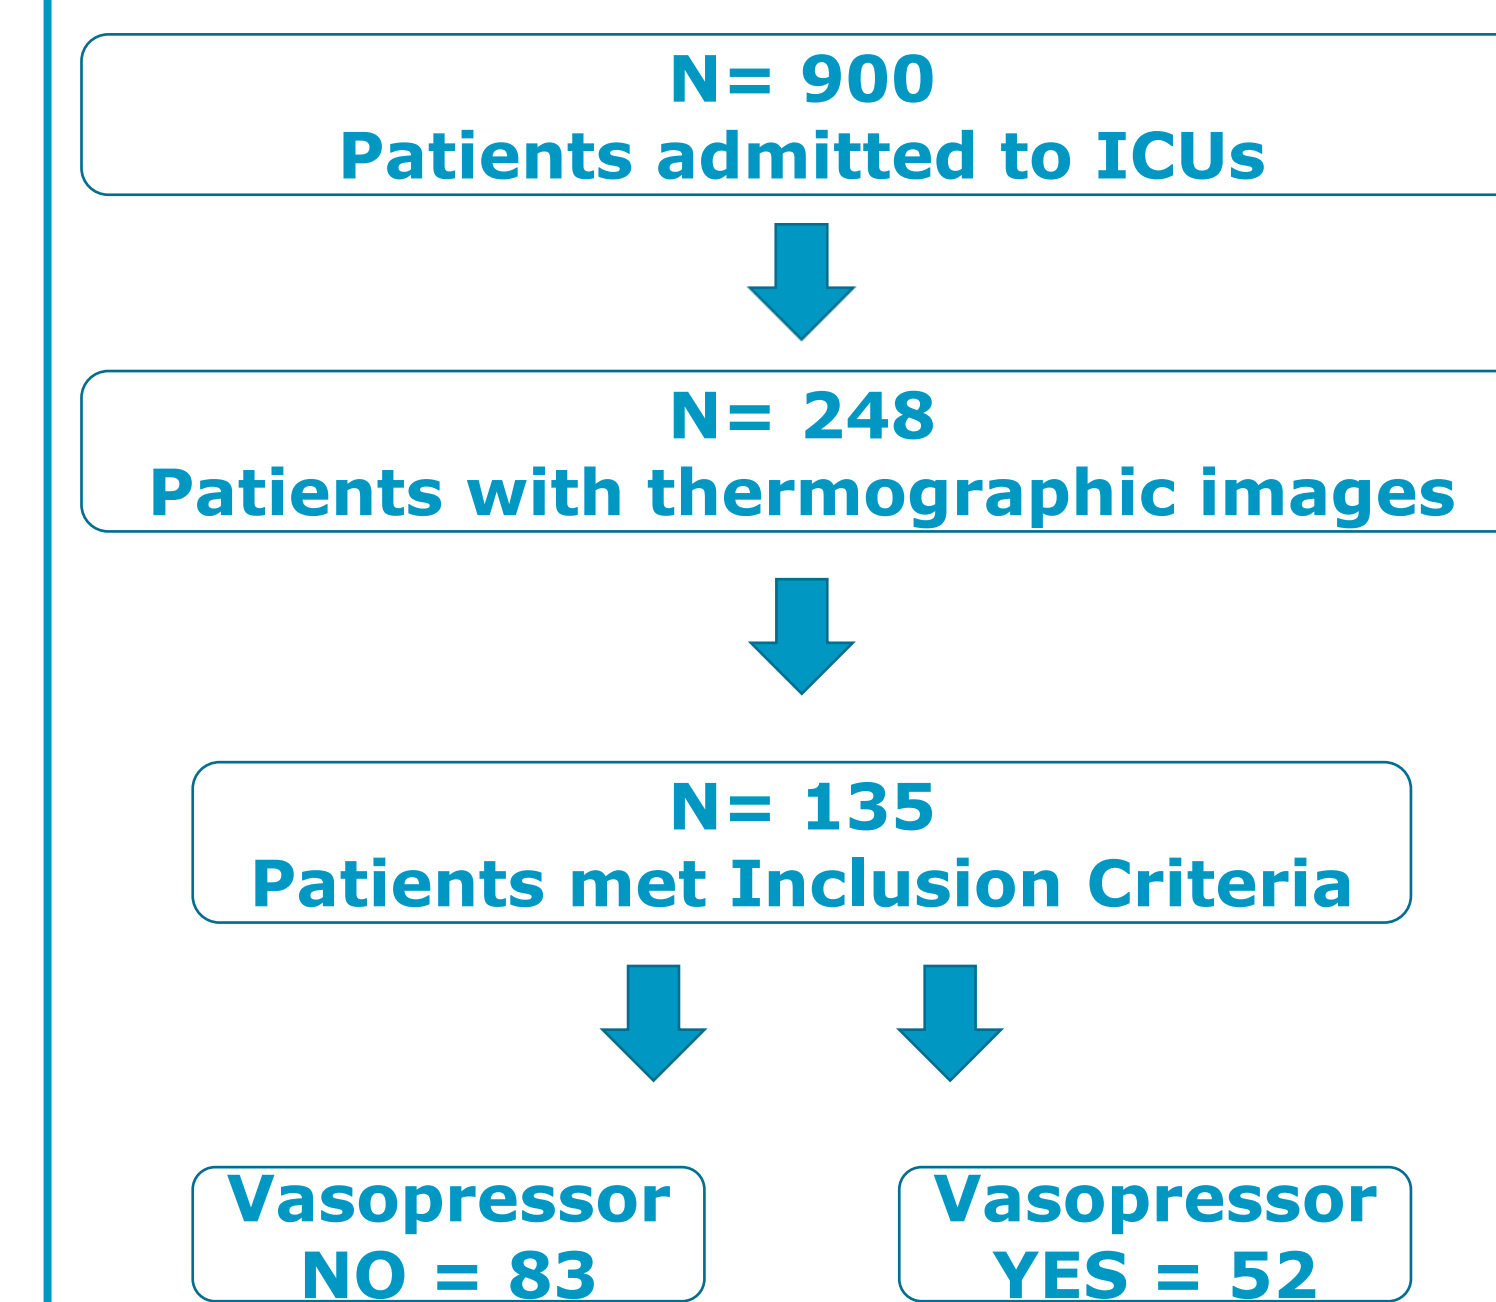 N= 900
Patients admitted to ICUs
N= 248
Patients with thermographic images
N= 135
Patients met Inclusion Criteria
Vasopressor
NO = 83
Vasopressor
YES = 52